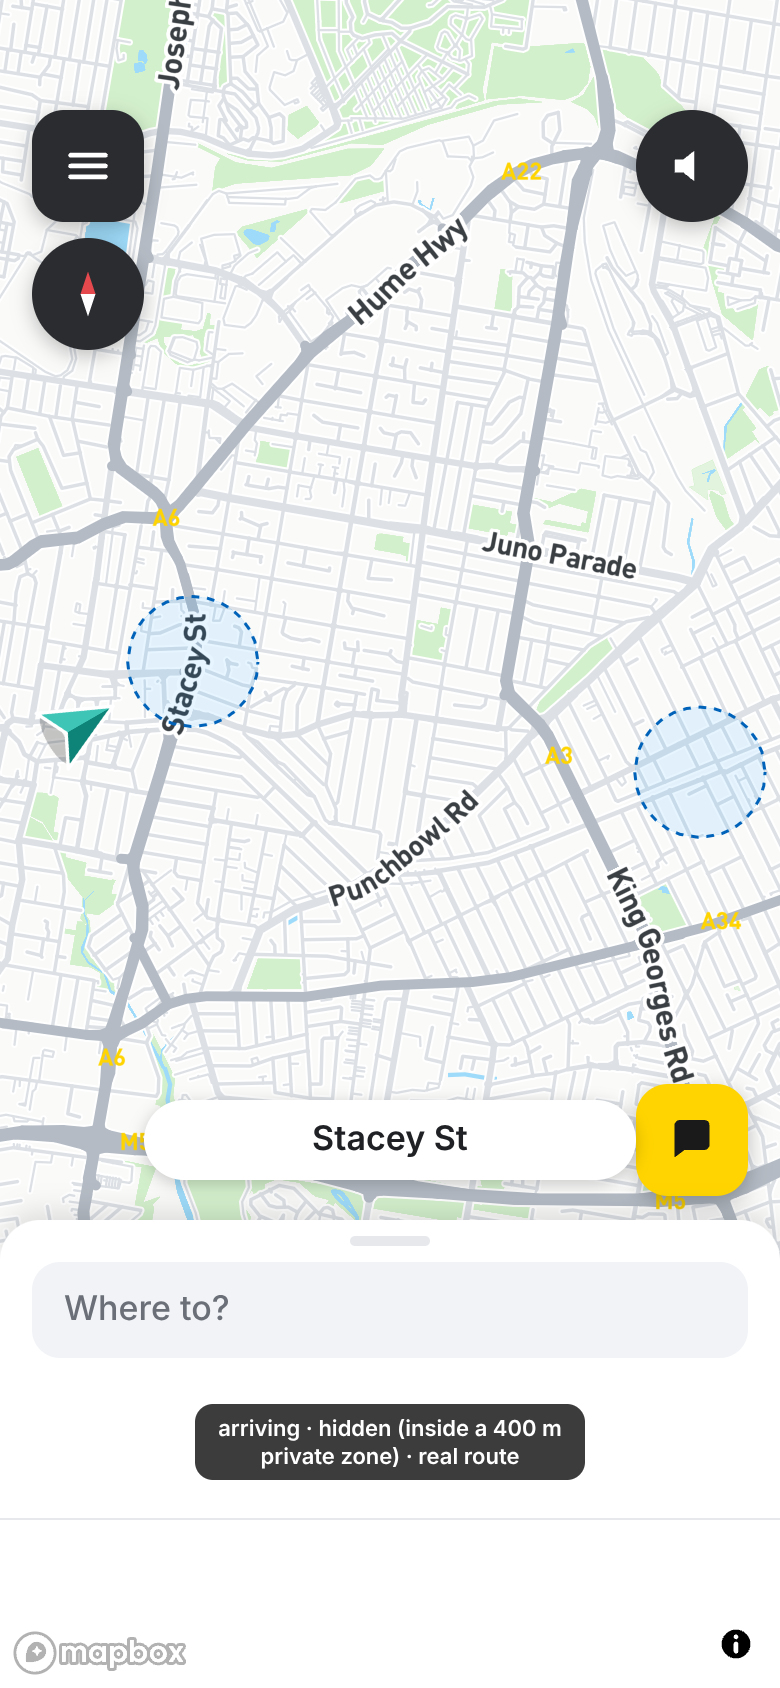 Joseph
A22
Hume Hwy
A6
Juno Parade
Stacey St
A3
Punchbowl Rd
King Georges Rd
A34
A6
Stacey St
M5
Where to?
arriving · hidden (inside a 400 m
private zone) · real route
mapbox